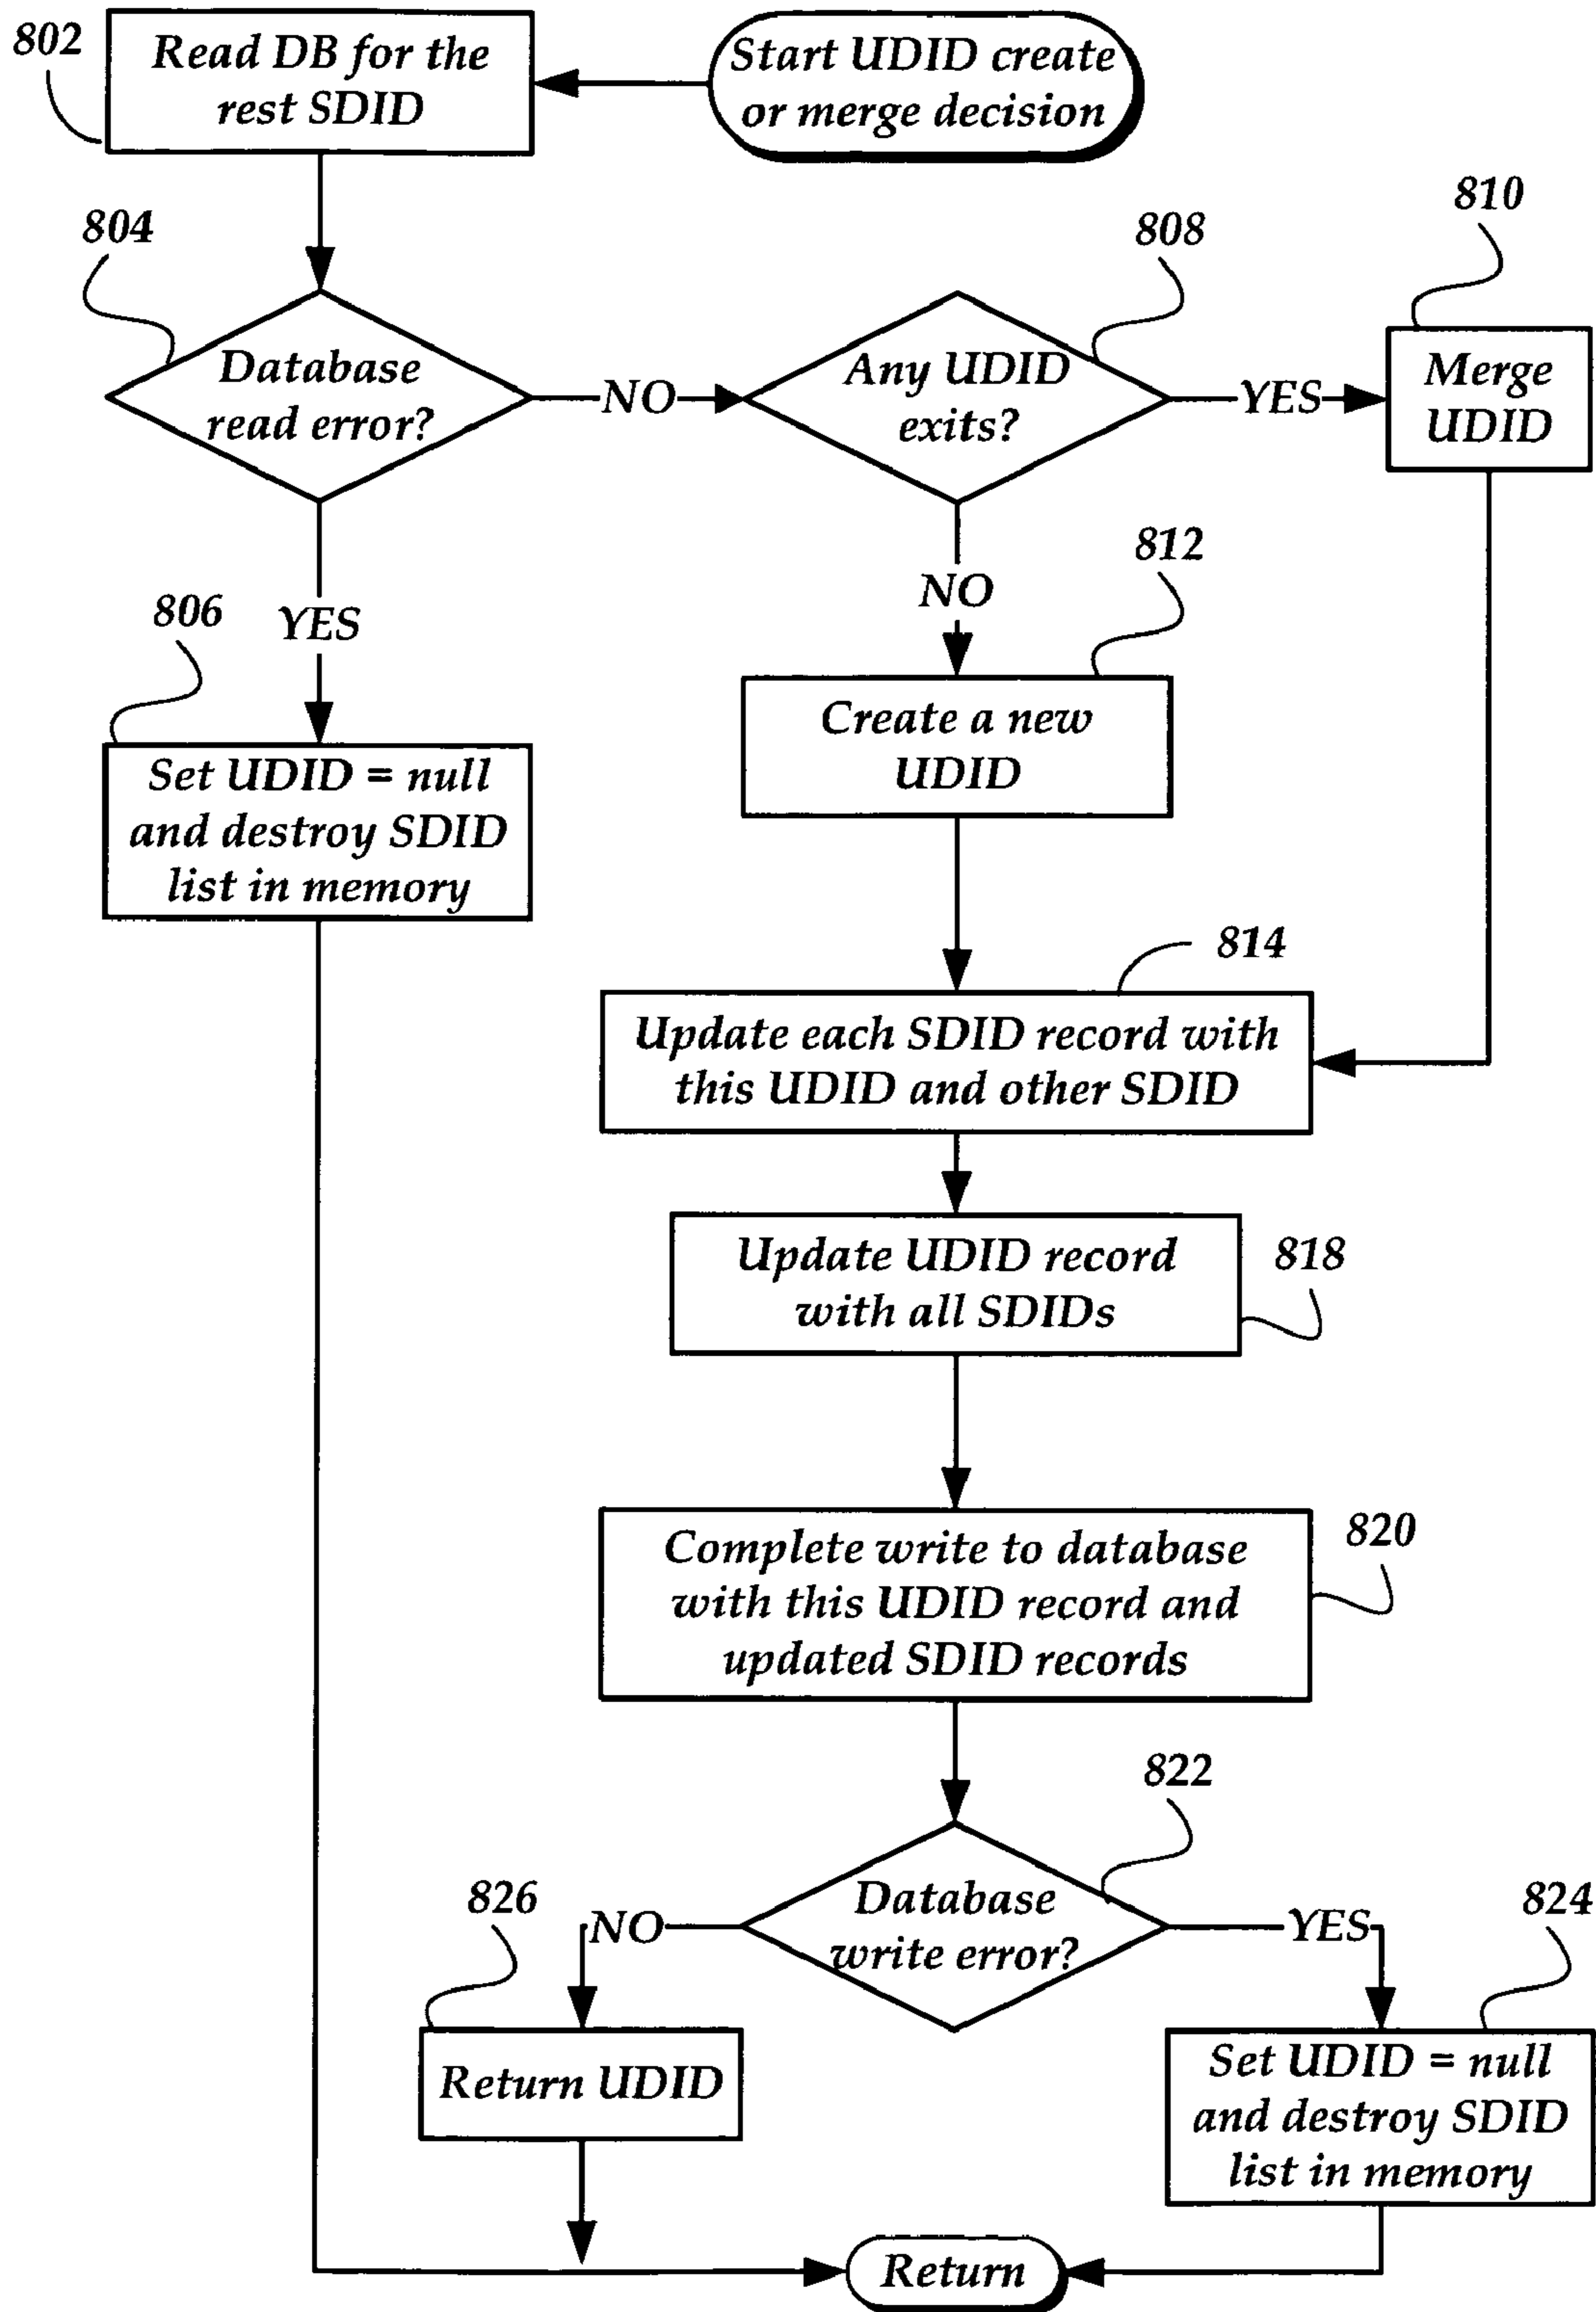 802
Read DB for the
rest SDID
Start UDID create
or merge decision
804
Database
read error?
NO
808
Any UDID
exits?
YES
810
Merge
UDID
YES
806
Set UDID = null
and destroy SDID
list in memory
NO
812
Create a new
UDID
814
Update each SDID record with
this UDID and other SDID
Update UDID record
with all SDIDs
818
Complete write to database
with this UDID record and
updated SDID records
820
822
Database
write error?
NO
826
Return UDID
YES
824
Set UDID = null
and destroy SDID
list in memory
Return